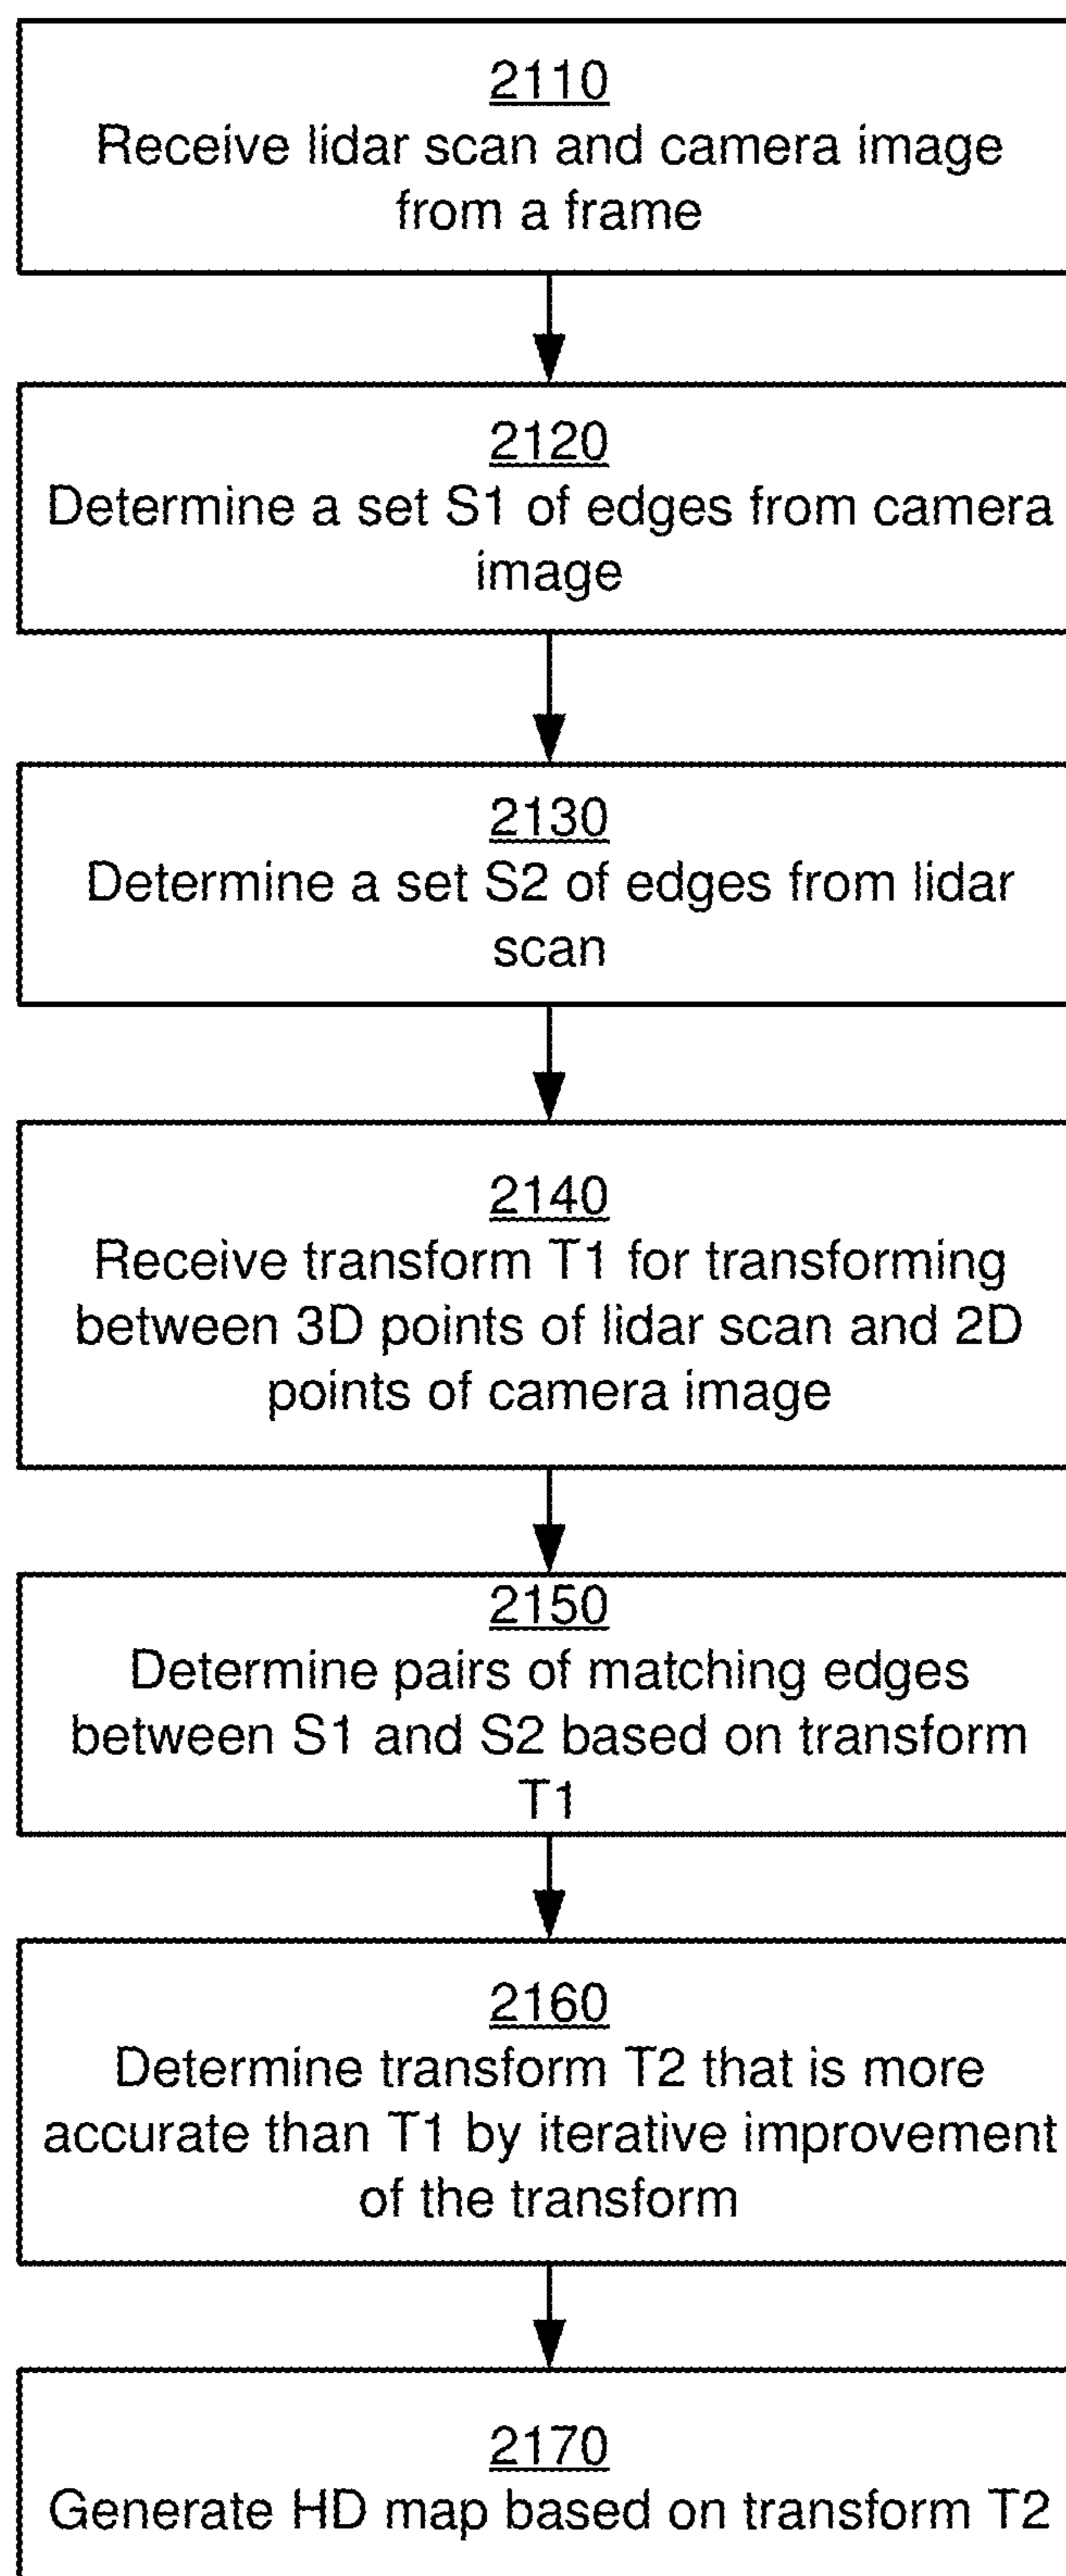 2110
Receive lidar scan and camera image
from a frame
2120
Determine a set S1 of edges from camera
image
2130
Determine a set S2 of edges from lidar
scan
2140
Receive transform T1 for transforming
between 3D points of lidar scan and 2D
points of camera image
2150
Determine pairs of matching edges
between S1 and S2 based on transform
T1
2160
Determine transform T2 that is more
accurate than T1 by iterative improvement
of the transform
2170
Generate HD map based on transform T2